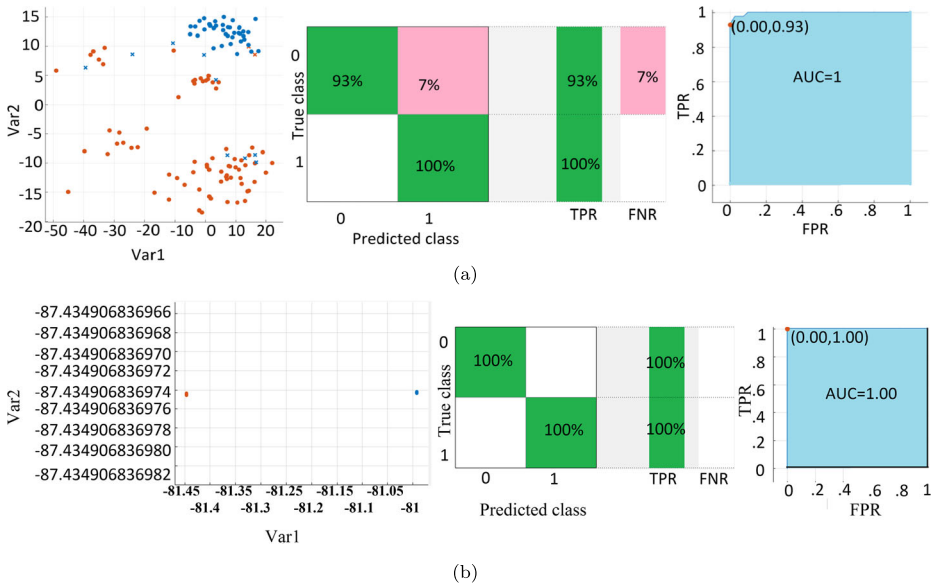 20
15
10
5
0
-5
-10
-15
-20
Var2
-50 -40 -30 -20 -10 0 10 20
Var1
True class
0
1
93%
7%
100%
93%
7%
100%
0 1
TPR FNR
Predicted class
TPR
1
.8
.6
.4
.2
0
(0.00,0.93)
AUC=1
0 .2 .4 .6 .8 1
FPR
(a)
-87.434906836966
-87.434906836968
-87.434906836970
-87.434906836972
-87.434906836974
-87.434906836976
-87.434906836978
-87.434906836980
-87.434906836982
Var2
-81.45 -81.35 -81.25 -81.15 -81.05
-81.4 -81.3 -81.2 -81.1 -81
Var1
True class
0
1
100%
100%
100%
100%
0 1
TPR FNR
Predicted class
TPR
1
.8
.6
.4
.2
0
(0.00,1.00)
AUC=1.00
0 .2 .4 .6 .8 1
FPR
(b)